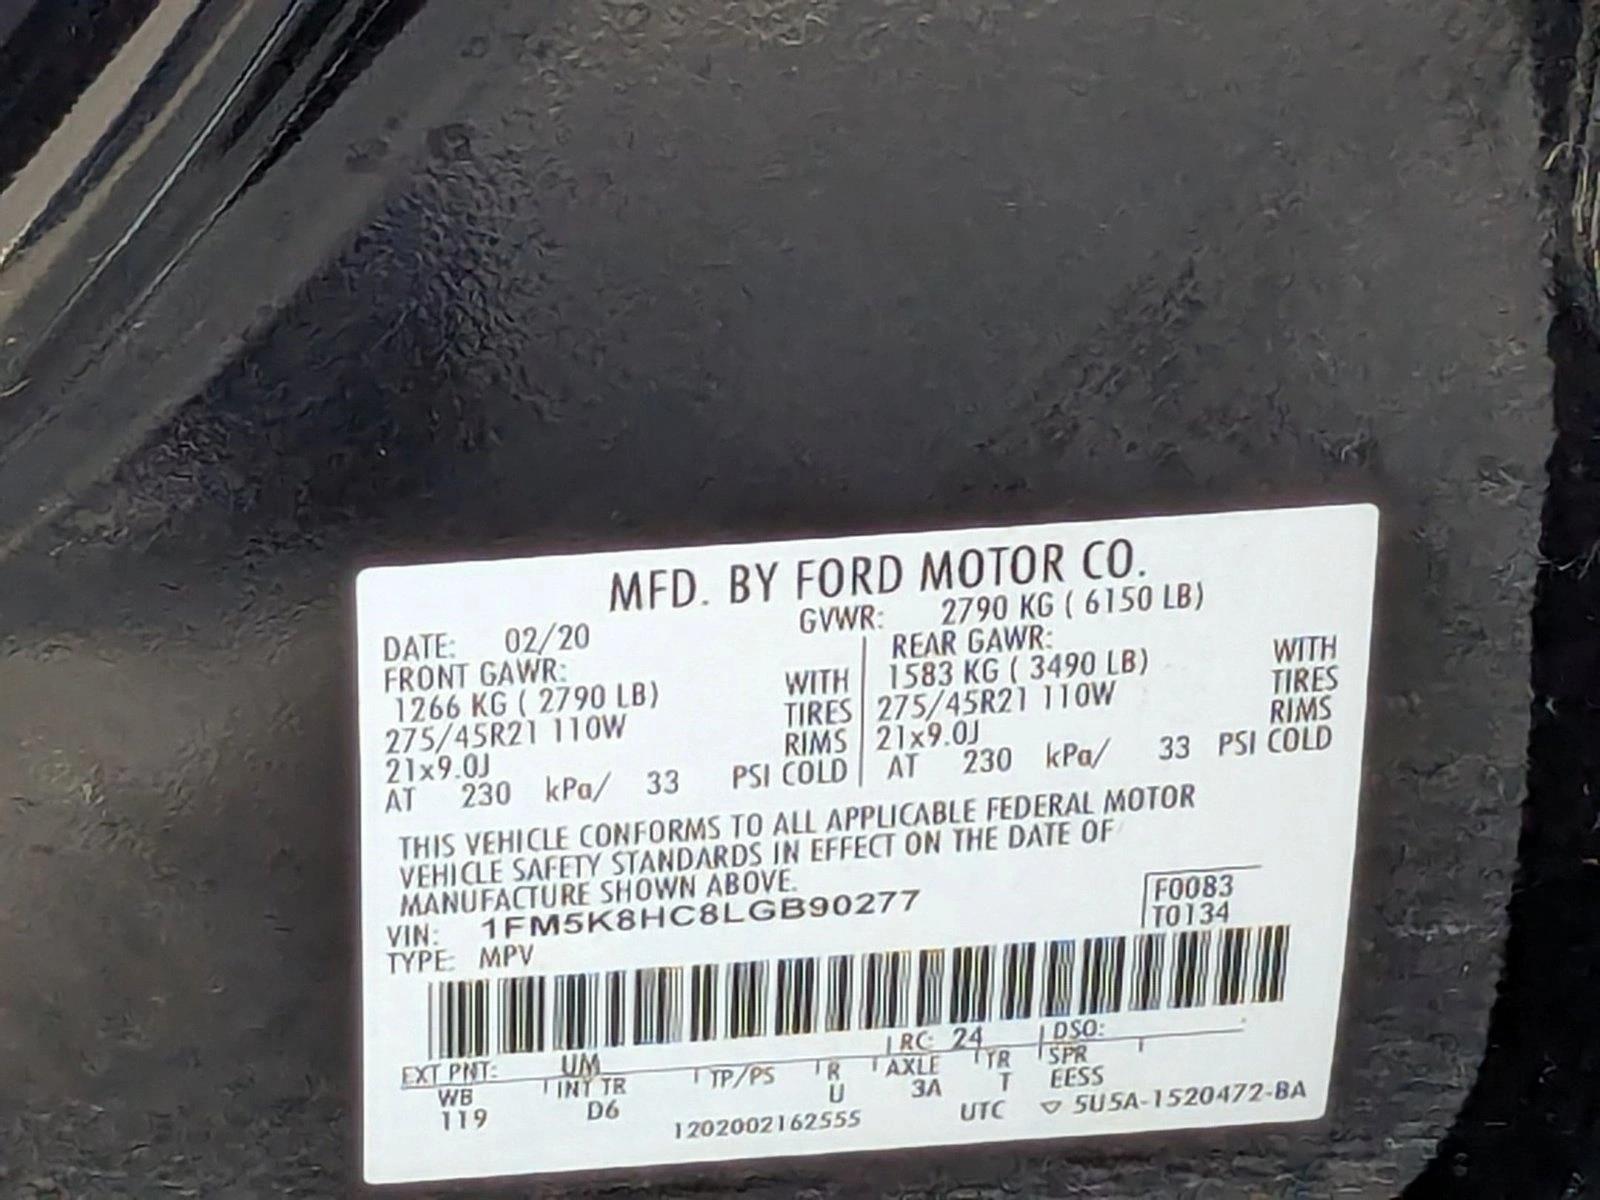 MFD. BY FORD MOTOR CO.
DATE: 02/20 GVWR: 2790 KG ( 6150 LB)
FRONT GAWR: REAR GAWR:
1266 KG ( 2790 LB) WITH 1583 KG ( 3490 LB) WITH
275/45R21 110W TIRES 275/45R21 110W TIRES
21x9.0J RIMS 21x9.0J RIMS
AT 230 kPa/ 33 PSI COLD AT 230 kPa/ 33 PSI COLD
THIS VEHICLE CONFORMS TO ALL APPLICABLE FEDERAL MOTOR
VEHICLE SAFETY STANDARDS IN EFFECT ON THE DATE OF
MANUFACTURE SHOWN ABOVE.
VIN: 1FM5K8HC8LGB90277 F0083
TYPE: MPV T0134
EXT PNT: UM RC: 24 DSO:
WB INT TR TP/PS R AXLE TR SPR
119 D6 U 3A T EESS
1202002162555 UTC ▽ 5U5A-1520472-BA